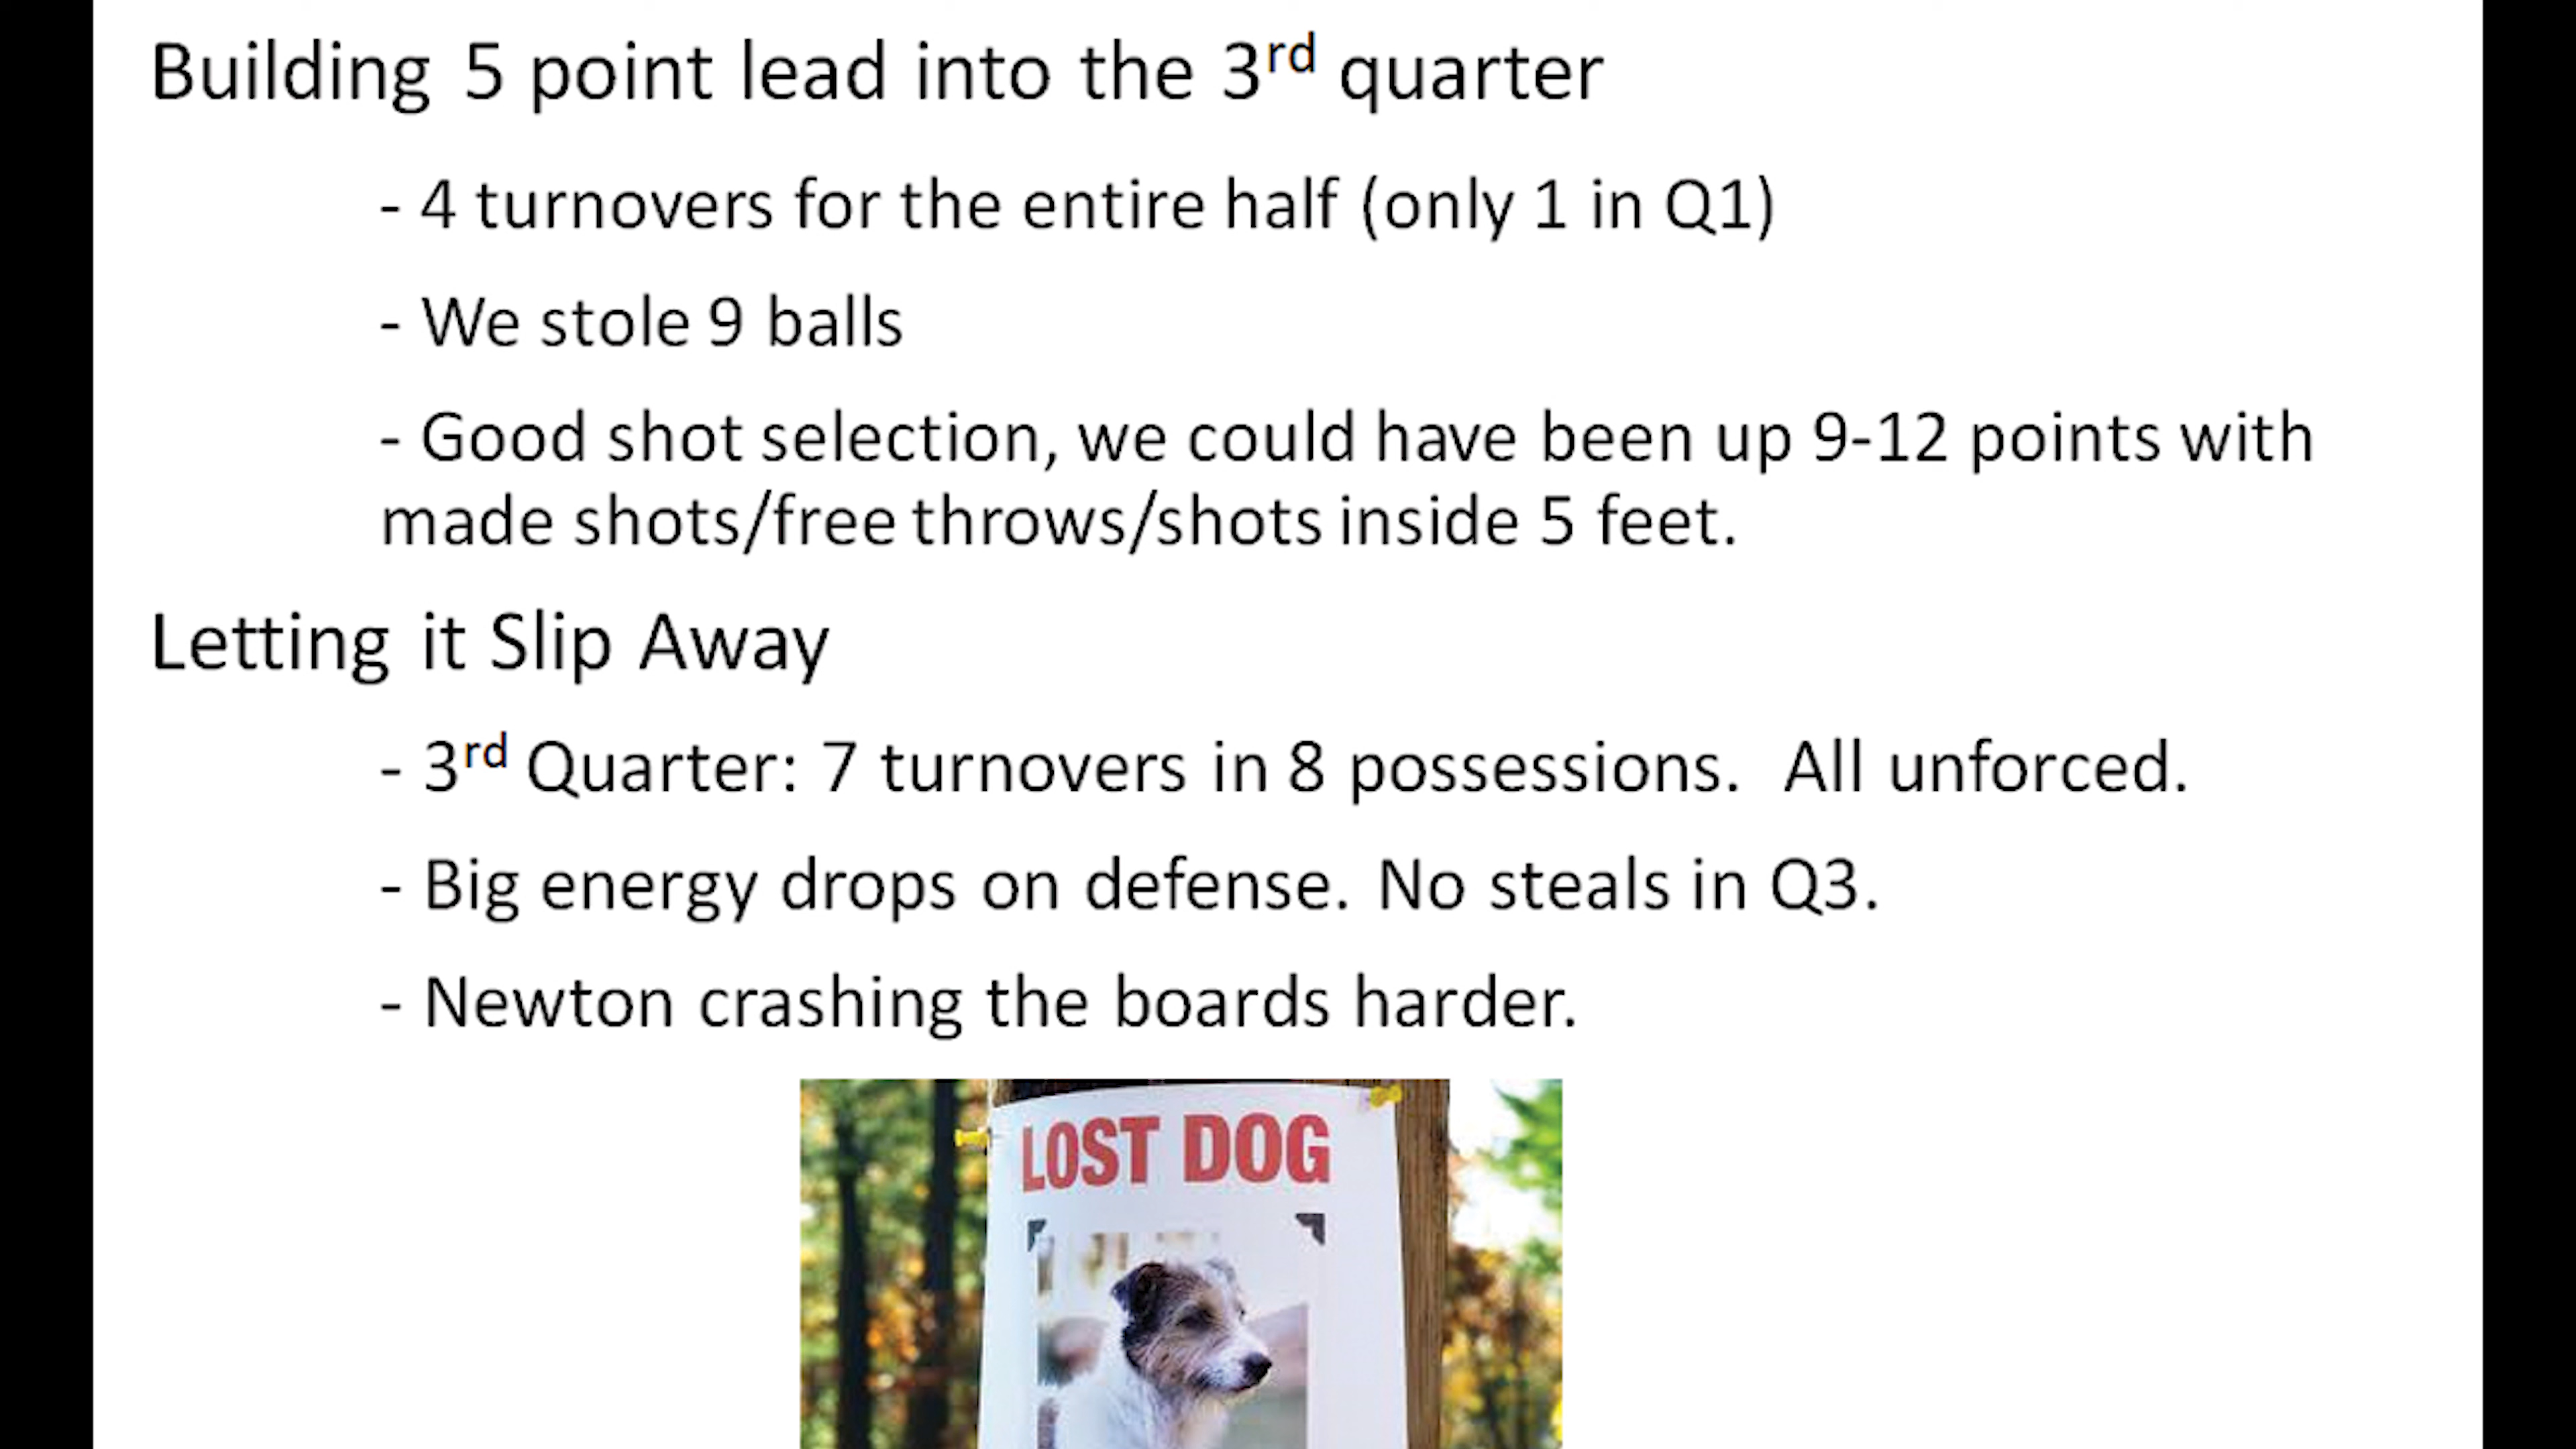 Building 5 point lead into the 3rd quarter
- 4 turnovers for the entire half (only 1 in Q1)
- We stole 9 balls
- Good shot selection, we could have been up 9-12 points with
made shots/free throws/shots inside 5 feet.
Letting it Slip Away
- 3rd Quarter: 7 turnovers in 8 possessions. All unforced.
- Big energy drops on defense. No steals in Q3.
- Newton crashing the boards harder.
LOST DOG